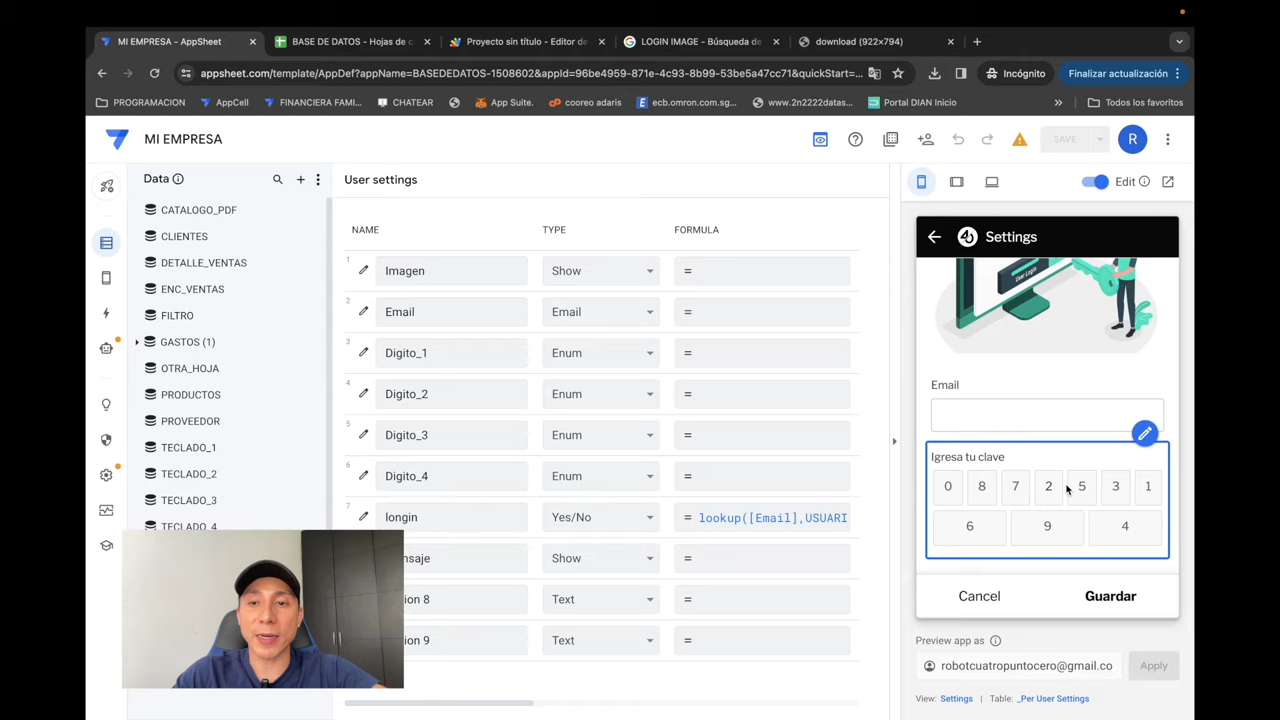 MI EMPRESA - AppSheet
BASE DE DATOS - Hojas de c
Proyecto sin título - Editor de
LOGIN IMAGE - Búsqueda de
download (922×794)
appsheet.com/template/AppDef?appName=BASEDEDATOS-1508602&appId=96be4959-871e-4c93-8b99-53be5a47cc71&quickStart=...
Incógnito
Finalizar actualización
PROGRAMACION
AppCell
FINANCIERA FAMI...
CHATEAR
App Suite.
cooreo adaris
ecb.omron.com.sg...
www.2n2222datas...
Portal DIAN Inicio
Todos los favoritos
MI EMPRESA
SAVE
R
Data
CATALOGO_PDF
CLIENTES
DETALLE_VENTAS
ENC_VENTAS
FILTRO
GASTOS (1)
OTRA_HOJA
PRODUCTOS
PROVEEDOR
TECLADO_1
TECLADO_2
TECLADO_3
TECLADO_4
User settings
NAME TYPE FORMULA
1 Imagen Show =
2 Email Email =
3 Digito_1 Enum =
4 Digito_2 Enum =
5 Digito_3 Enum =
6 Digito_4 Enum =
7 longin Yes/No = lookup([Email],USUARI
nsaje Show =
ion 8 Text =
ion 9 Text =
Edit
Settings
User Login
Email
Igresa tu clave
0 8 7 2 5 3 1
6 9 4
Cancel Guardar
Preview app as
robotcuatropuntocero@gmail.co
Apply
View: Settings | Table: _Per User Settings